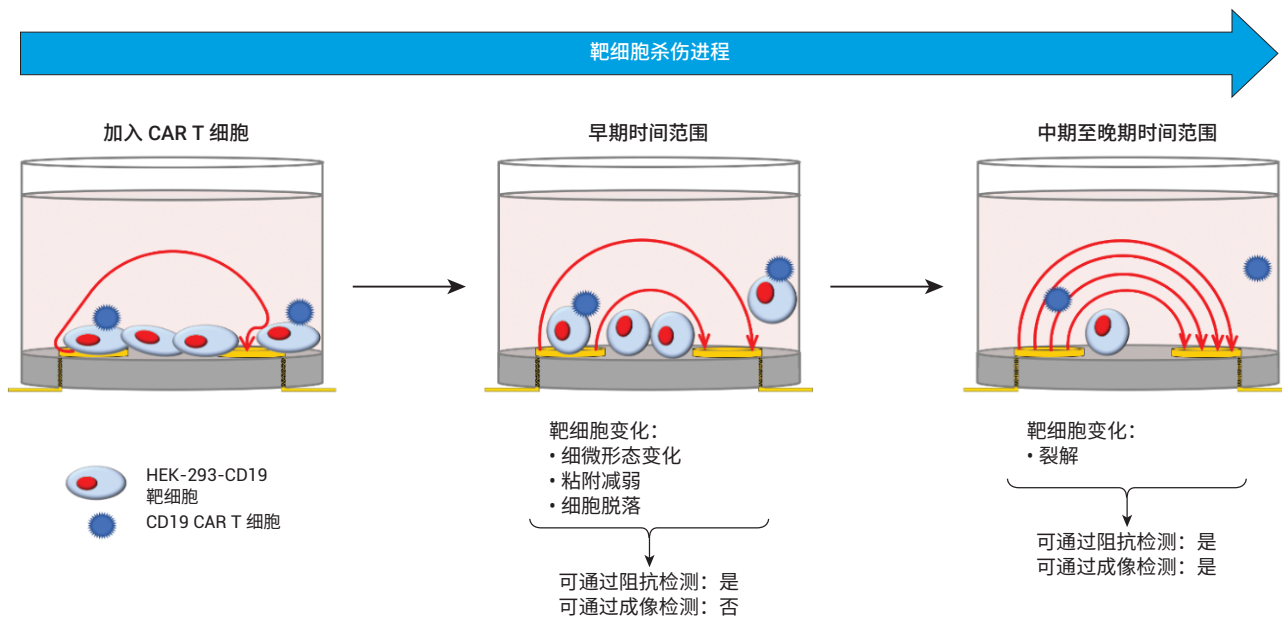 靶细胞杀伤进程
加入 CAR T 细胞
早期时间范围
中期至晚期时间范围
HEK-293-CD19
靶细胞
CD19 CAR T 细胞
靶细胞变化：
• 细微形态变化
• 粘附减弱
• 细胞脱落
可通过阻抗检测：是
可通过成像检测：否
靶细胞变化：
• 裂解
可通过阻抗检测：是
可通过成像检测：是